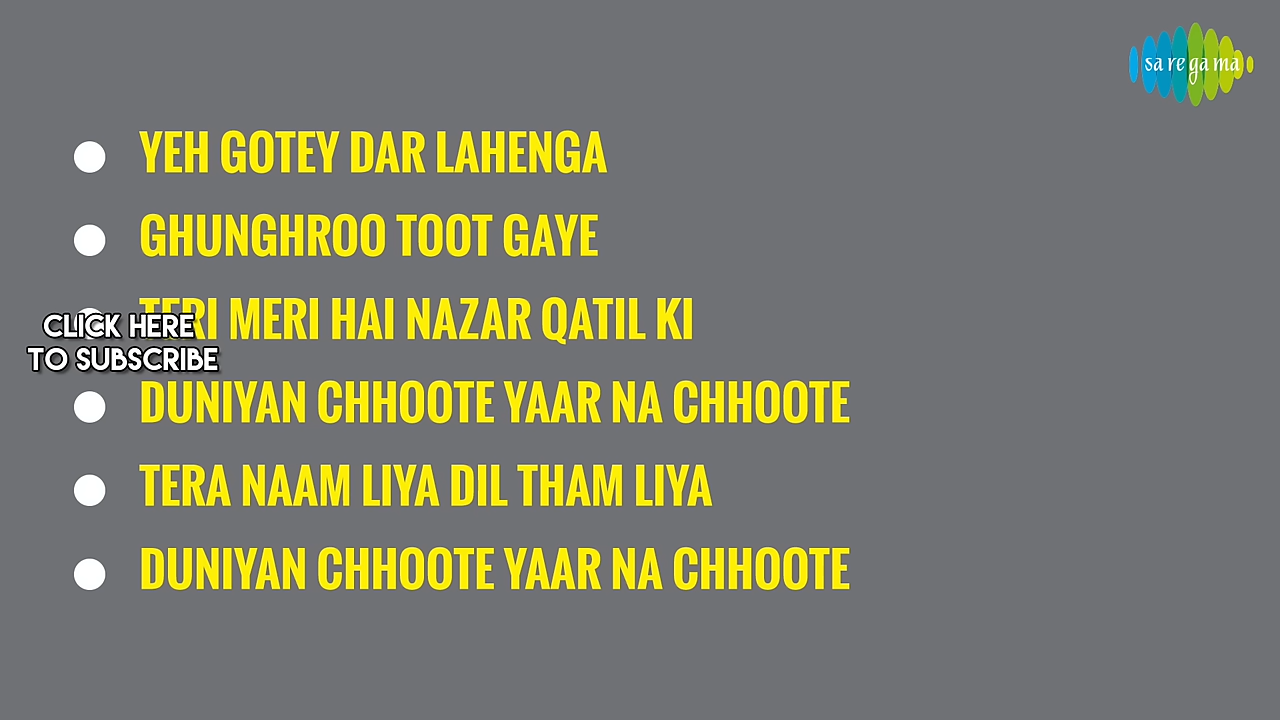 sa re ga ma
YEH GOTEY DAR LAHENGA
GHUNGHROO TOOT GAYE
TERI MERI HAI NAZAR QATIL KI
CLICK HERE
TO SUBSCRIBE
DUNIYAN CHHOOTE YAAR NA CHHOOTE
TERA NAAM LIYA DIL THAM LIYA
DUNIYAN CHHOOTE YAAR NA CHHOOTE